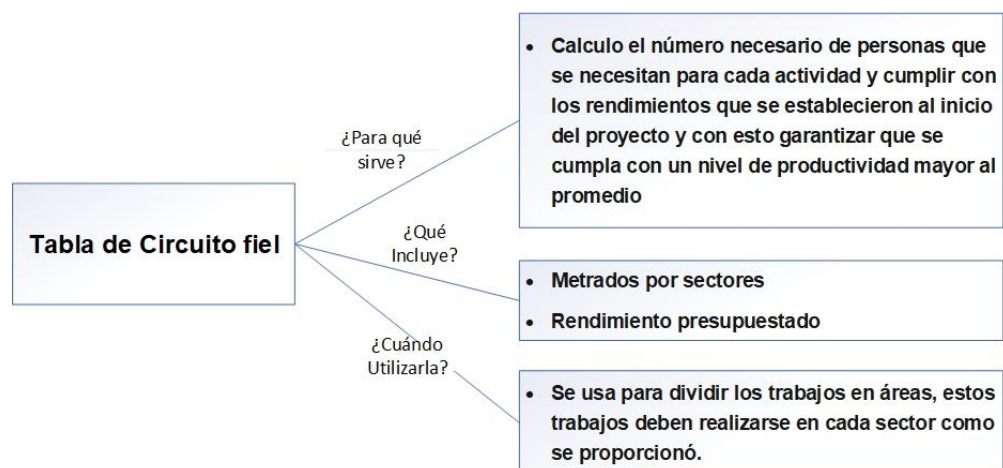 Tabla de Circuito fiel
¿Para qué
sirve?
• Calculo el número necesario de personas que
se necesitan para cada actividad y cumplir con
los rendimientos que se establecieron al inicio
del proyecto y con esto garantizar que se
cumpla con un nivel de productividad mayor al
promedio
¿Qué
Incluye?
• Metrados por sectores
• Rendimiento presupuestado
¿Cuándo
Utilizarla?
• Se usa para dividir los trabajos en áreas, estos
trabajos deben realizarse en cada sector como
se proporcionó.